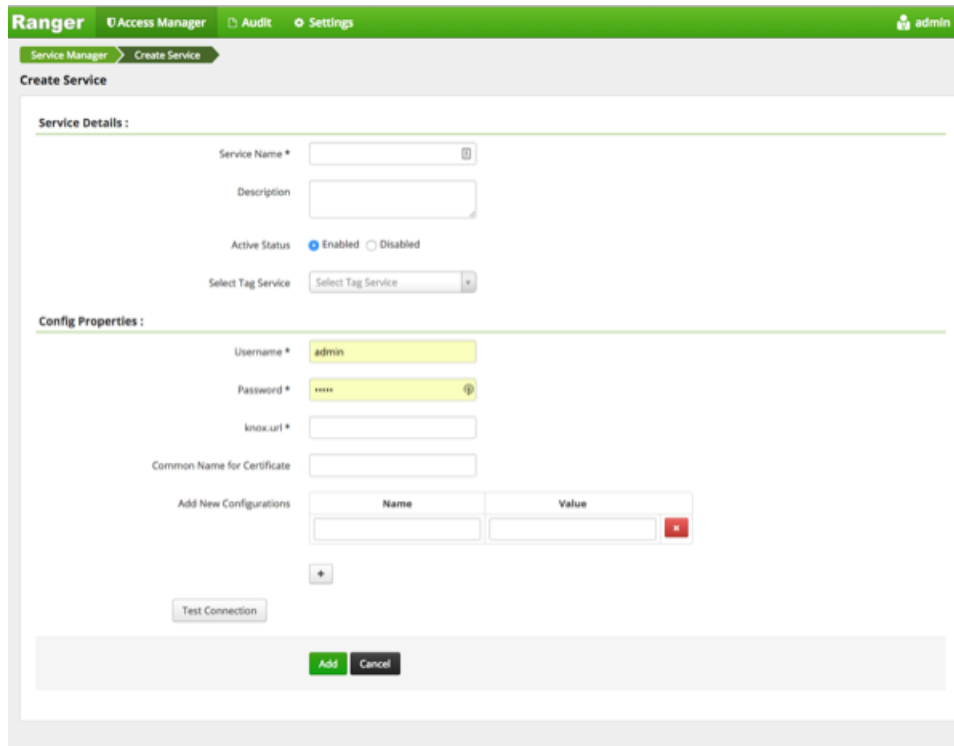 Ranger Access Manager Audit Settings admin
Service Manager Create Service
Create Service
Service Details :
Service Name *
Description
Active Status Enabled Disabled
Select Tag Service Select Tag Service
Config Properties :
Username * admin
Password * •••••
knox.url *
Common Name for Certificate
Add New Configurations Name Value
+
Test Connection
Add Cancel